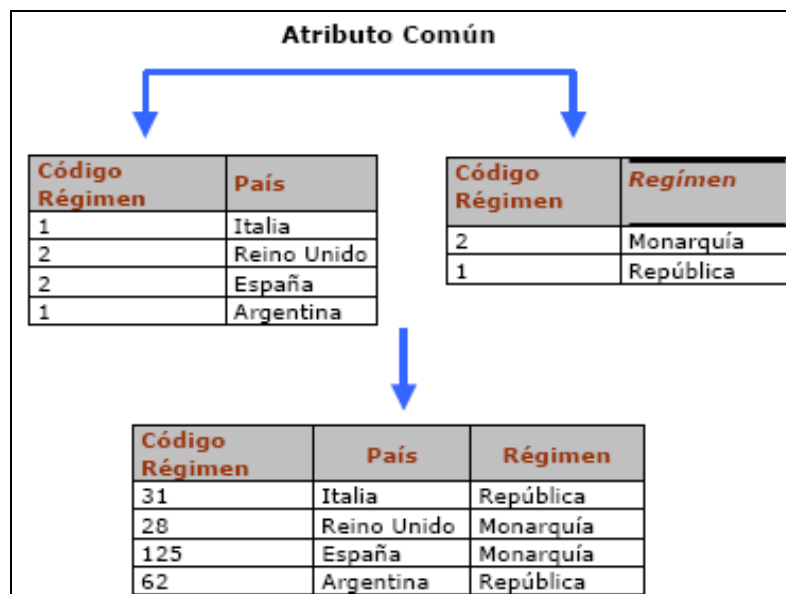 Atributo Común
Código Régimen País
1 Italia
2 Reino Unido
2 España
1 Argentina
Código Régimen Regímen
2 Monarquía
1 República
Código Régimen País Régimen
31 Italia República
28 Reino Unido Monarquía
125 España Monarquía
62 Argentina República